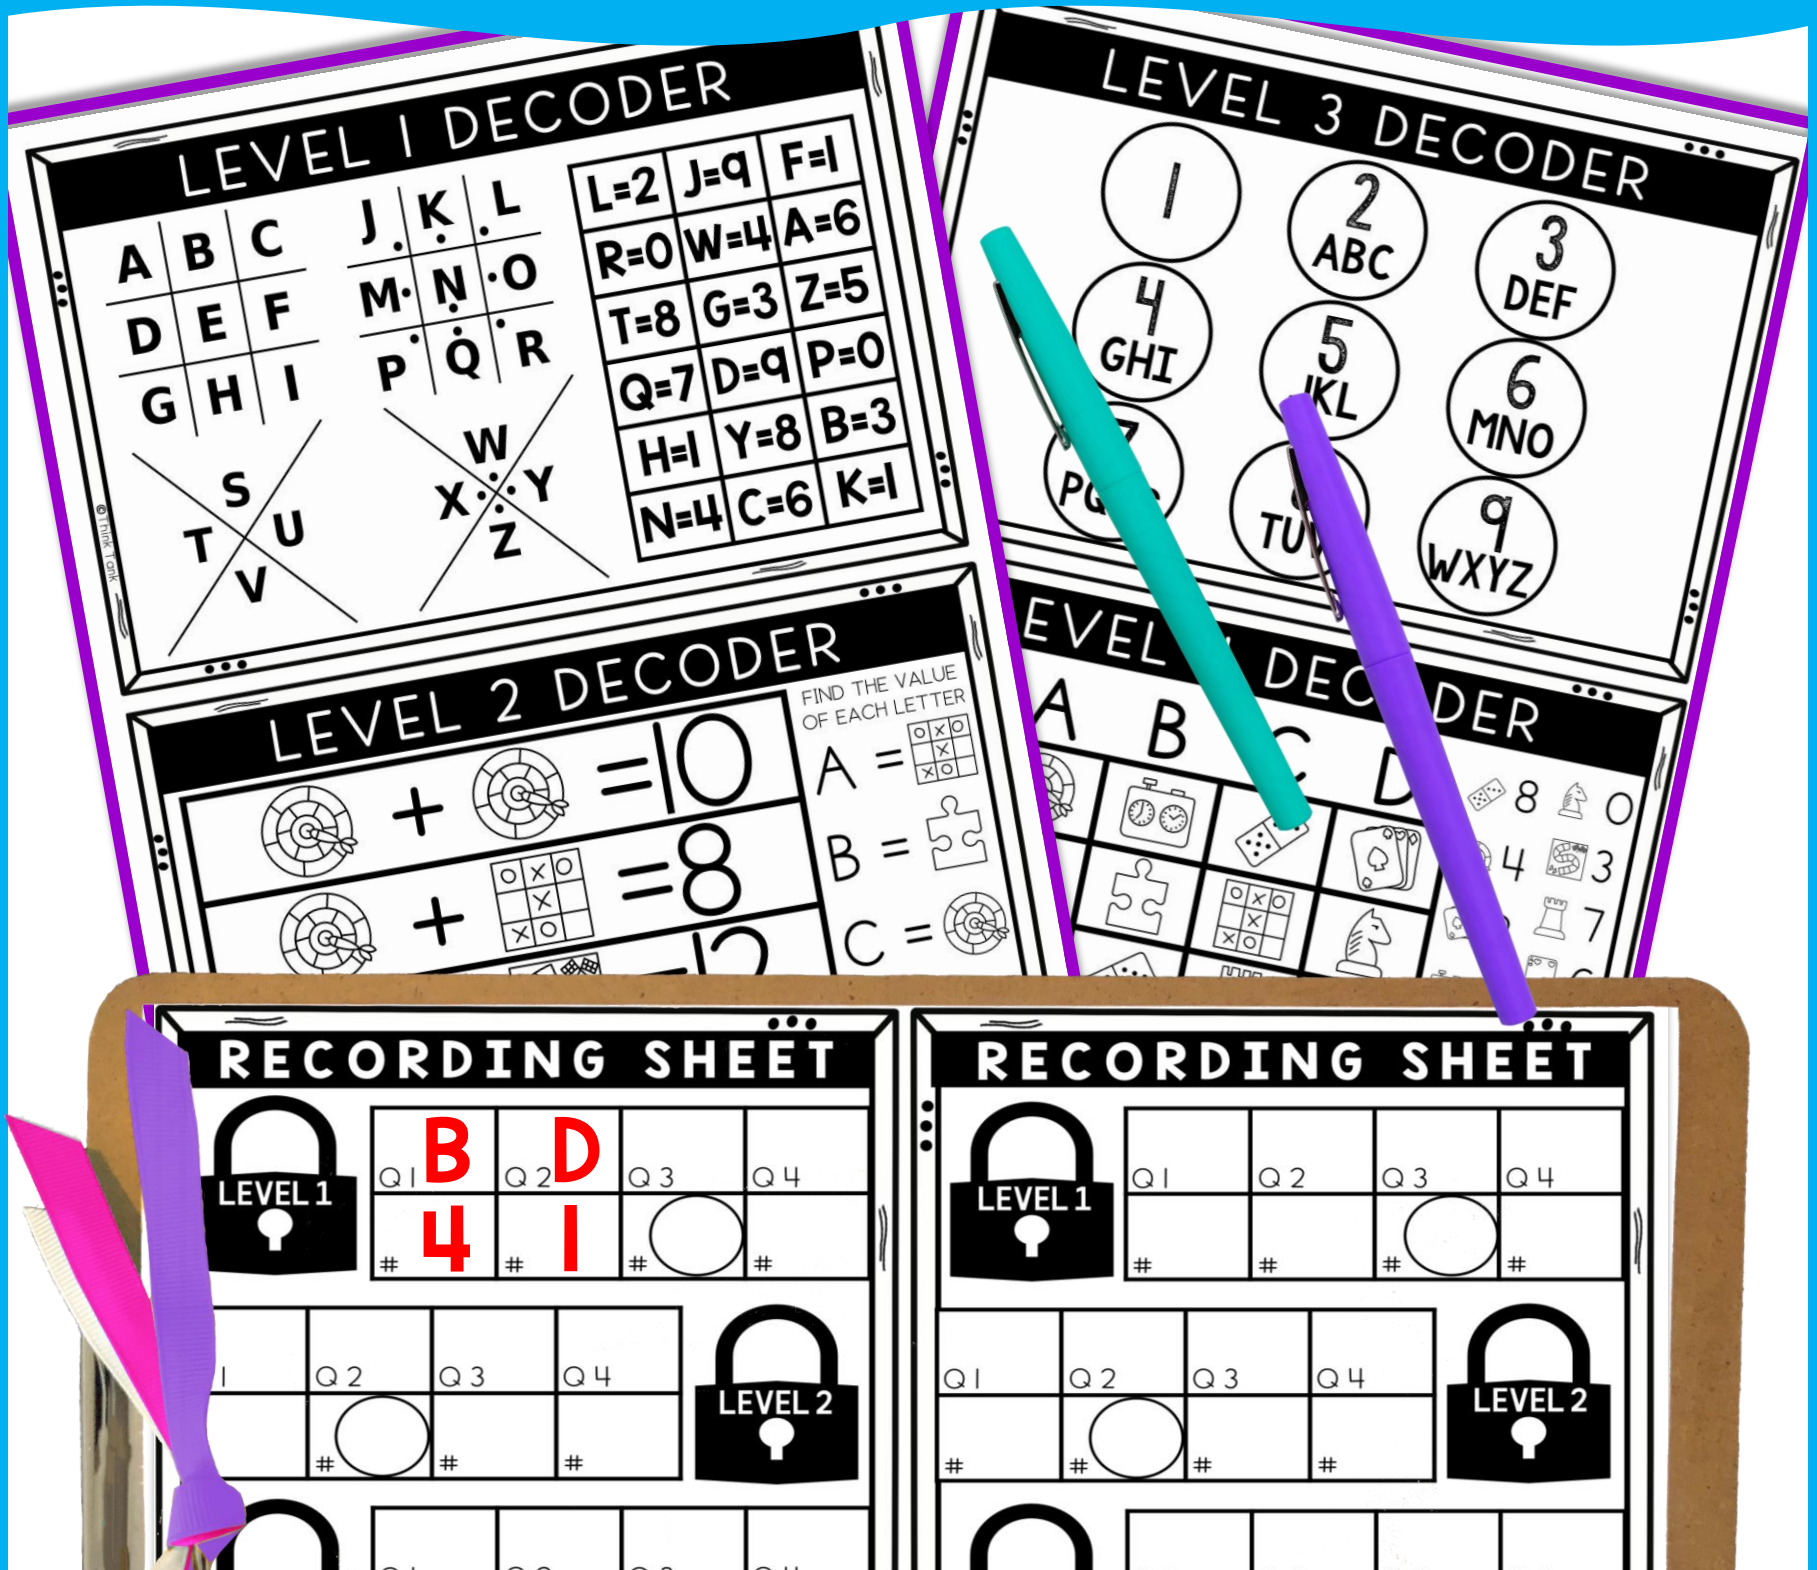 LEVEL 1 DECODER
A B C
D E F
G H I
J K L
M N O
P Q R
S
T U
V
W
X Y
Z
L=2 J=9 F=1
R=0 W=4 A=6
T=8 G=3 Z=5
Q=7 D=9 P=0
H=1 Y=8 B=3
N=4 C=6 K=1
©Think Tank
LEVEL 3 DECODER
1
2
ABC
3
DEF
4
GHI
5
JKL
6
MNO
9
WXYZ
LEVEL 2 DECODER
+ =10
+ =8
=12
FIND THE VALUE
OF EACH LETTER
A =
B =
C =
DECODER
A B C D
8 0
4 3
7
RECORDING SHEET
LEVEL 1
B D
Q1 Q2 Q3 Q4
4 1
# # # #
Q2 Q3 Q4
# # #
LEVEL 2
RECORDING SHEET
LEVEL 1
Q1 Q2 Q3 Q4
# # # #
Q1 Q2 Q3 Q4
# # # #
LEVEL 2